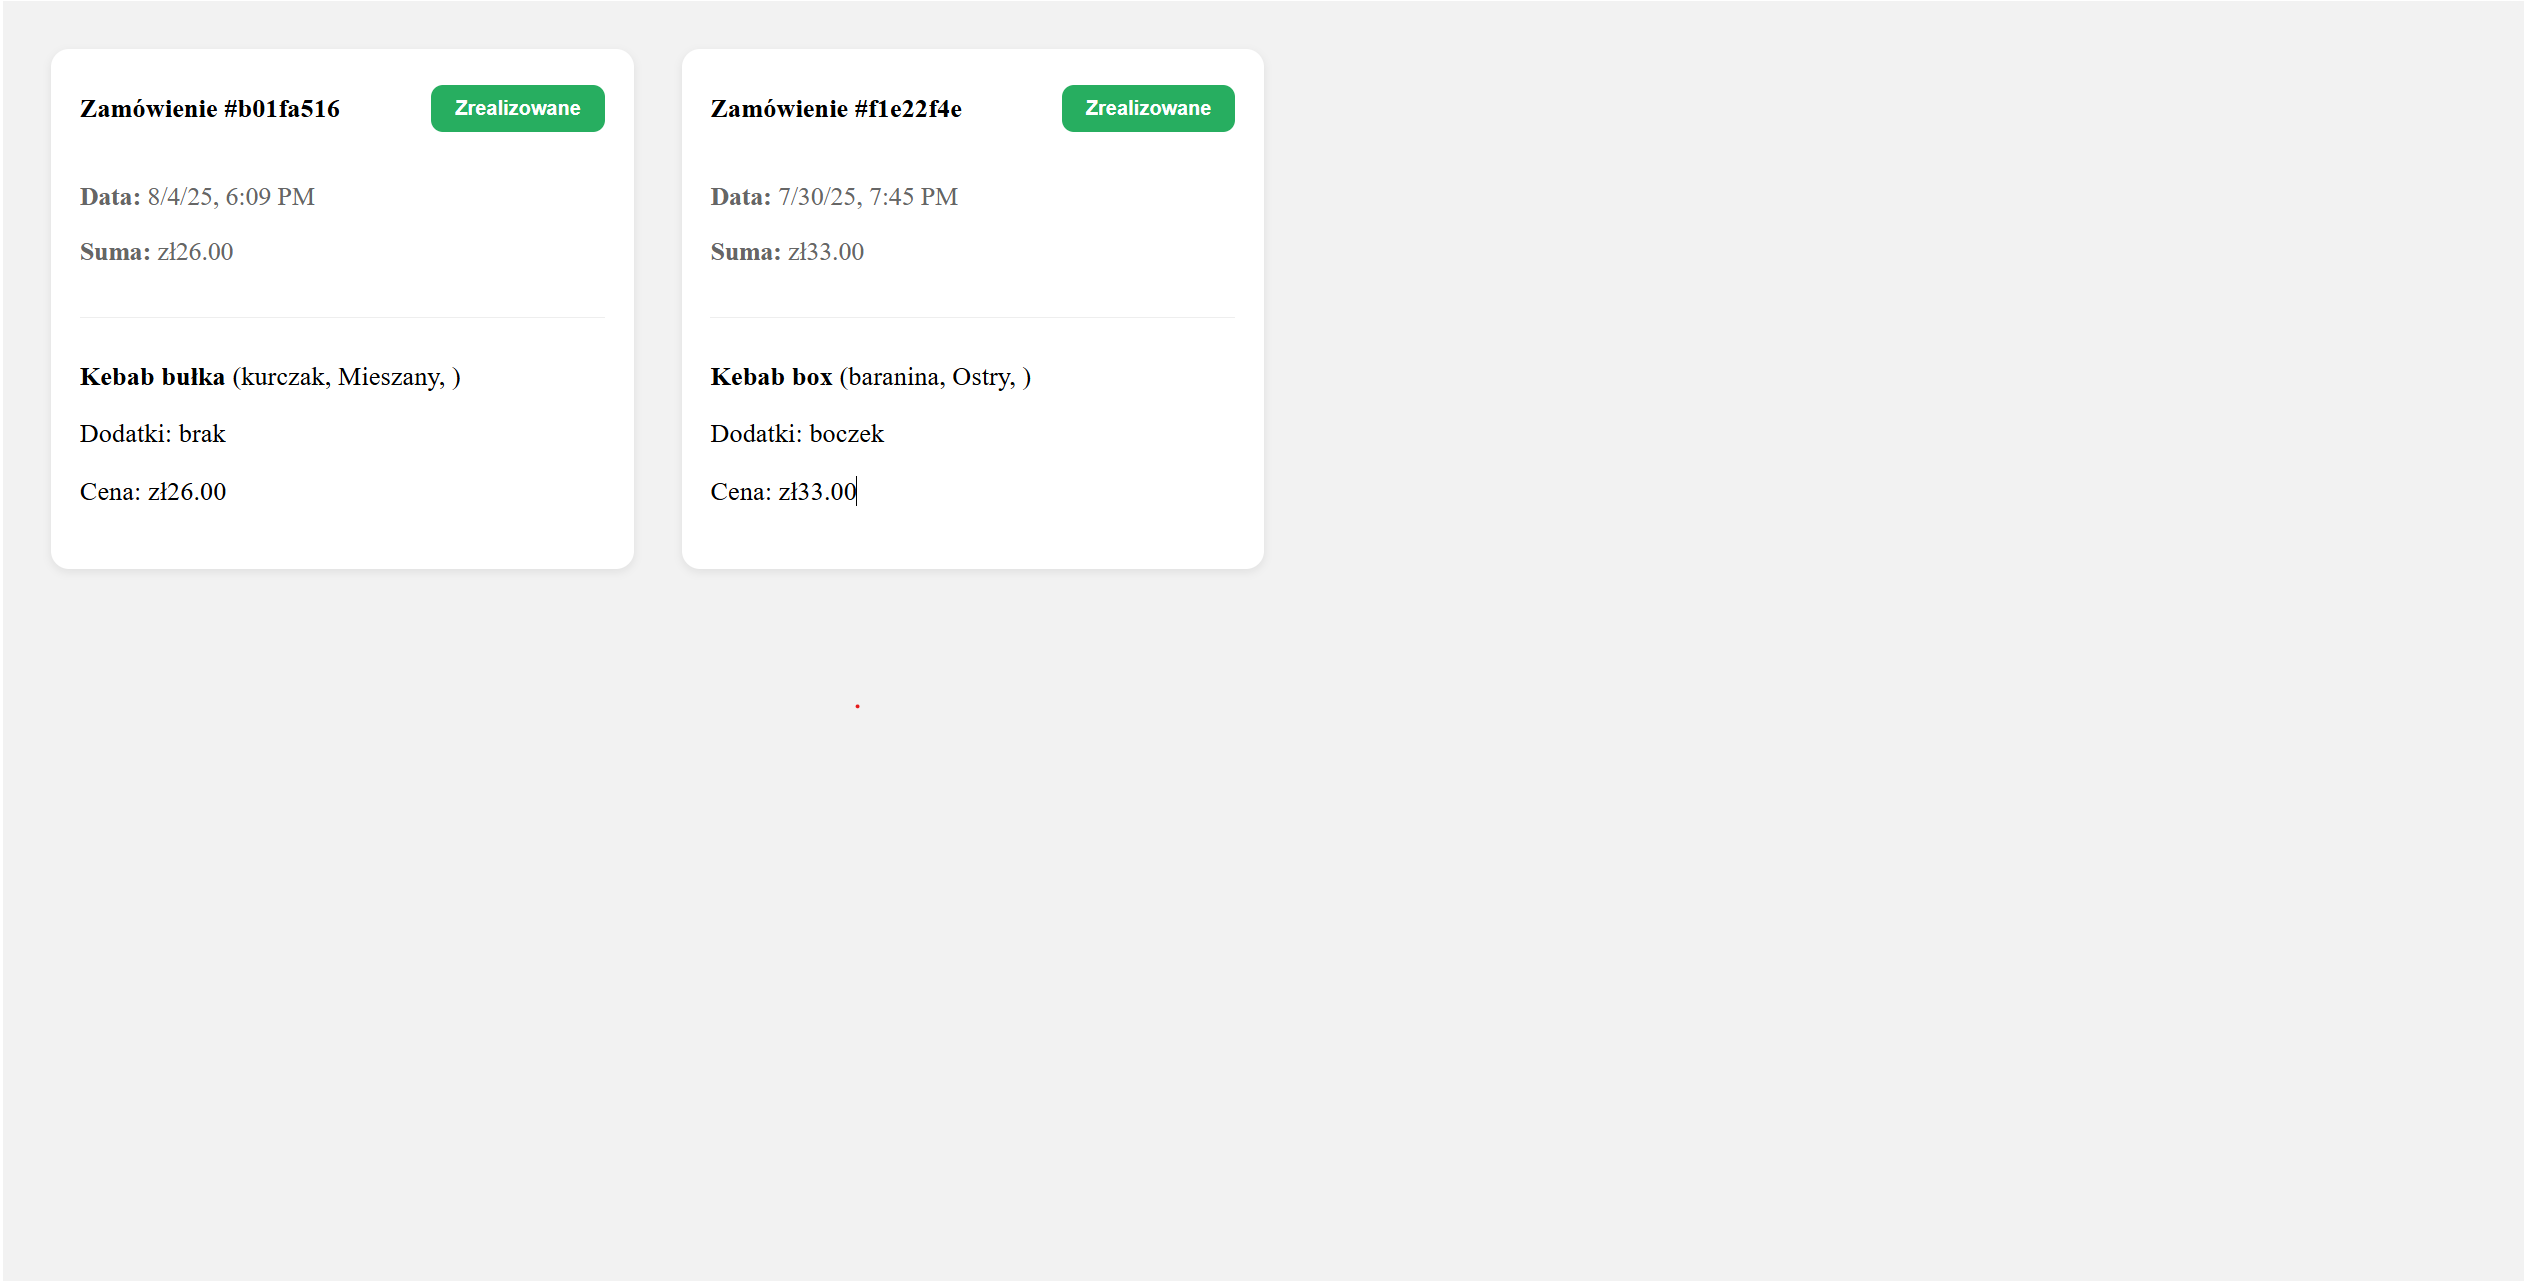 Zamówienie #b01fa516
Zrealizowane
Data: 8/4/25, 6:09 PM
Suma: zł26.00
Kebab bułka (kurczak, Mieszany, )
Dodatki: brak
Cena: zł26.00
Zamówienie #f1e22f4e
Zrealizowane
Data: 7/30/25, 7:45 PM
Suma: zł33.00
Kebab box (baranina, Ostry, )
Dodatki: boczek
Cena: zł33.00